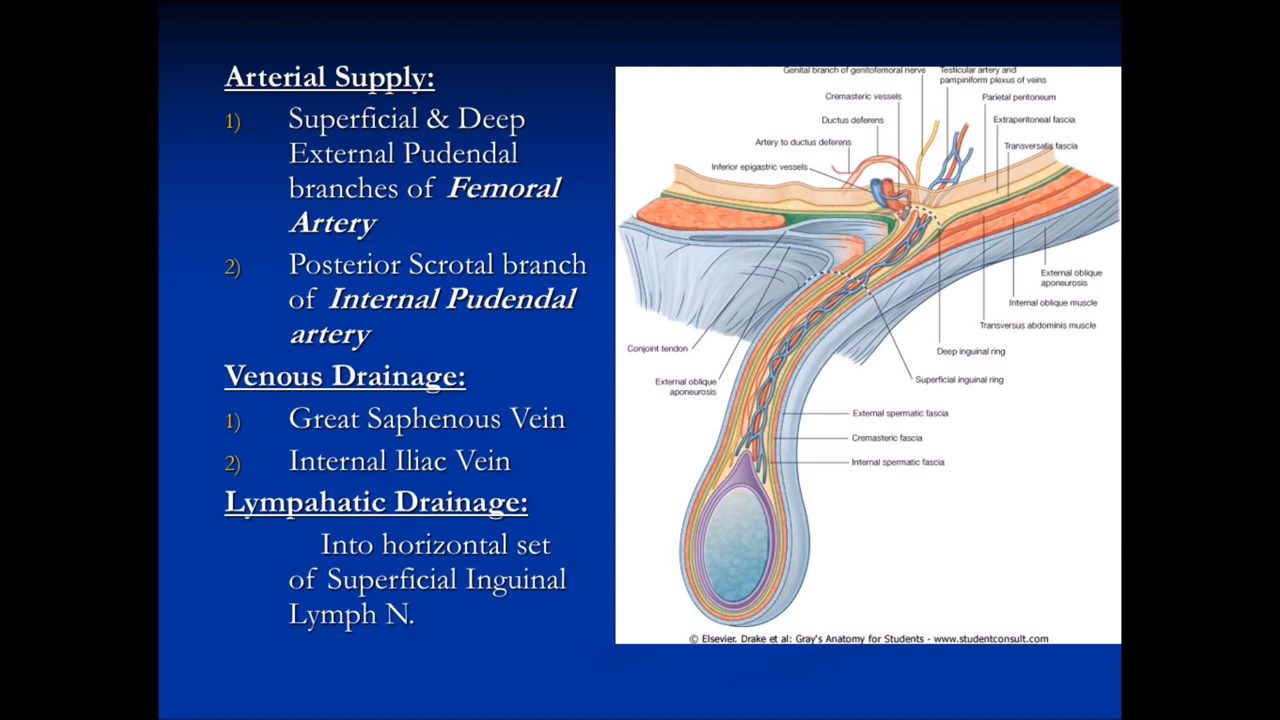 Arterial Supply:
1) Superficial & Deep
External Pudendal
branches of Femoral
Artery
2) Posterior Scrotal branch
of Internal Pudendal
artery
Venous Drainage:
1) Great Saphenous Vein
2) Internal Iliac Vein
Lympahatic Drainage:
Into horizontal set
of Superficial Inguinal
Lymph N.
Genital branch of genitofemoral nerve
Testicular artery and
pampiniform plexus of veins
Cremasteric vessels
Parietal peritoneum
Ductus deferens
Extraperitoneal fascia
Artery to ductus deferens
Transversalis fascia
Inferior epigastric vessels
External oblique
aponeurosis
Internal oblique muscle
Transversus abdominis muscle
Conjoint tendon
Deep inguinal ring
External oblique
aponeurosis
Superficial inguinal ring
External spermatic fascia
Cremasteric fascia
Internal spermatic fascia
© Elsevier. Drake et al: Gray's Anatomy for Students - www.studentconsult.com